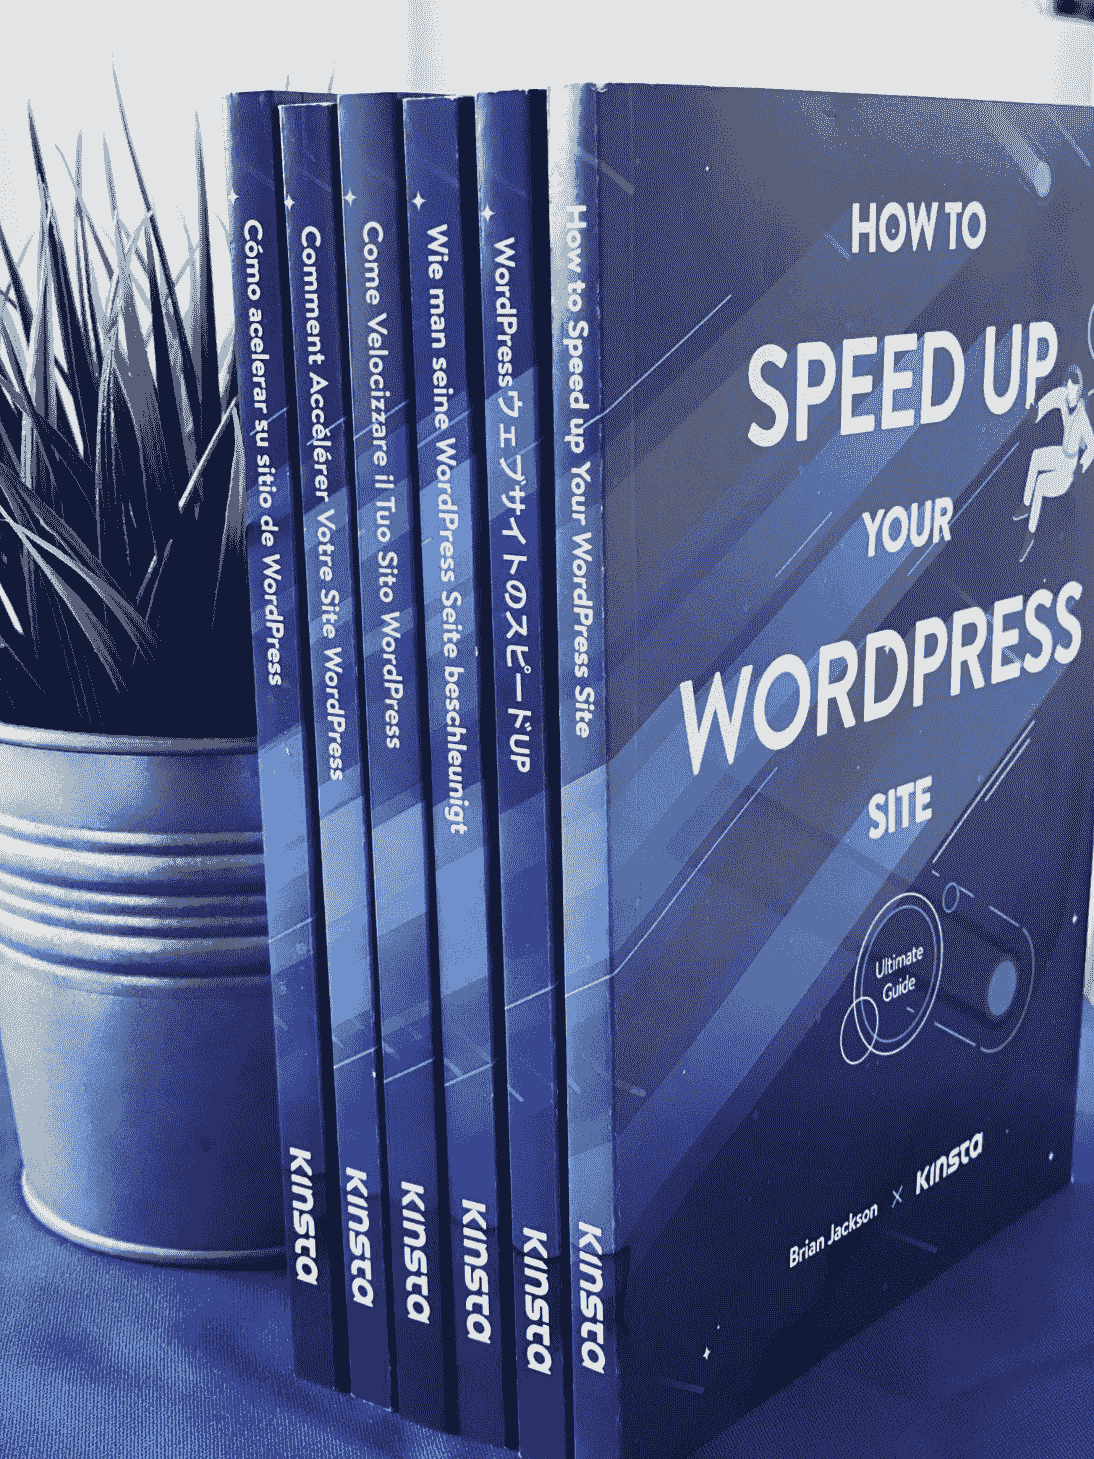 Cómo acelerar su sitio de WordPress
Kinsta
Comment Accélérer Votre Site WordPress
Kinsta
Come Velocizzare il Tuo Sito WordPress
Kinsta
Wie man seine WordPress Seite beschleunigt
Kinsta
WordPressウェブサイトのスピードUP
Kinsta
How to Speed up Your WordPress Site
Kinsta
HOW TO
SPEED UP
YOUR
WORDPRESS
SITE
Ultimate
Guide
Brian Jackson X Kinsta